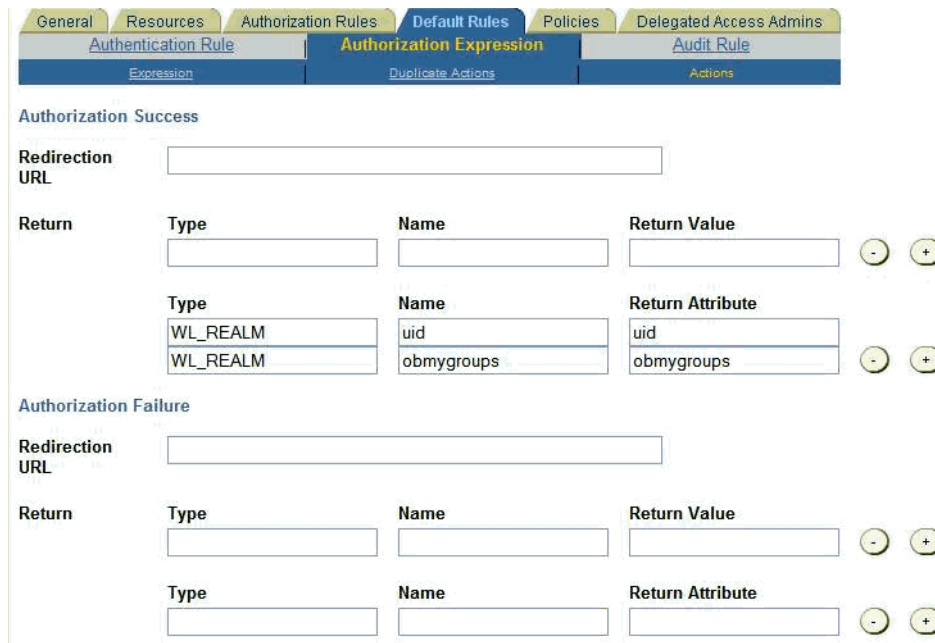 General Resources Authorization Rules Default Rules Policies Delegated Access Admins
Authentication Rule Authorization Expression Audit Rule
Expression Duplicate Actions Actions
Authorization Success
Redirection
URL
Return Type Name Return Value
- +
Type Name Return Attribute
WL_REALM uid uid
WL_REALM obmygroups obmygroups - +
Authorization Failure
Redirection
URL
Return Type Name Return Value
- +
Type Name Return Attribute
- +